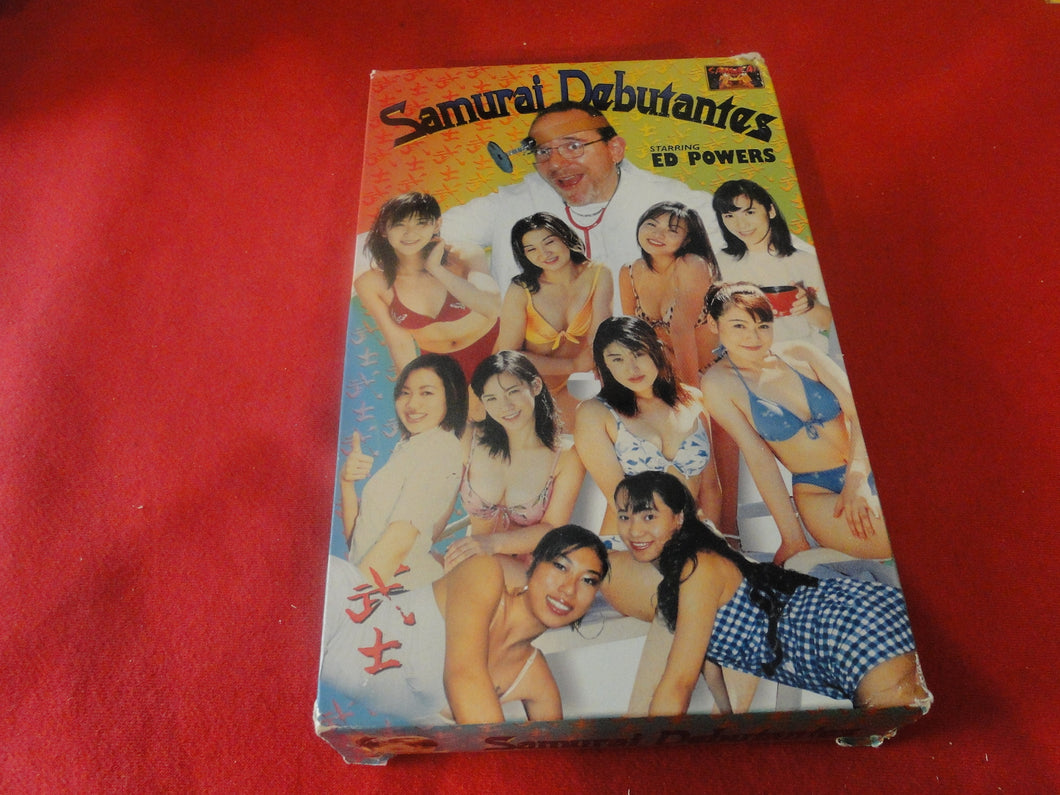 Samurai Debutantes
STARRING
ED POWERS
武
士
Samurai Debutantes